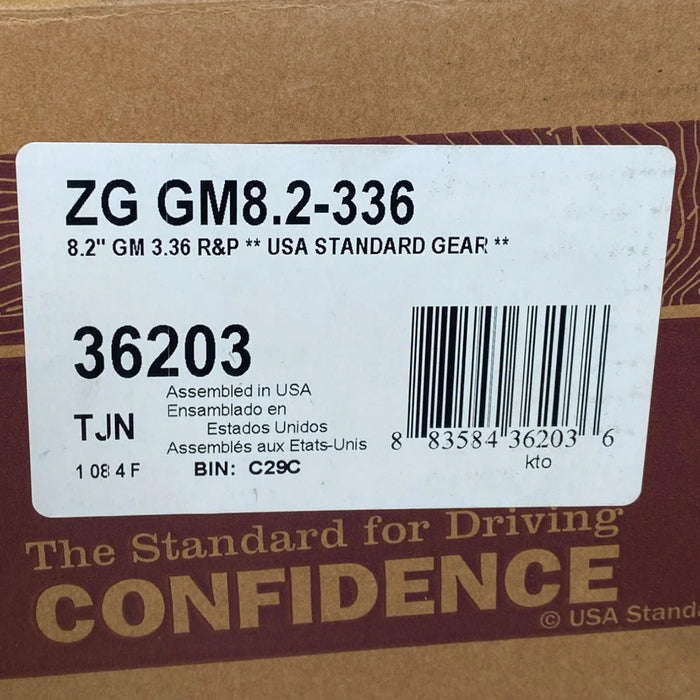 ZG GM8.2-336
8.2" GM 3.36 R&P ** USA STANDARD GEAR **
36203
Assembled in USA
Ensamblado en
Estados Unidos
Assemblés aux Etats-Unis
TJN
1 08 4 F
BIN: C29C
8 83584 36203 6
kto
The Standard for Driving
CONFIDENCE
© USA Standa